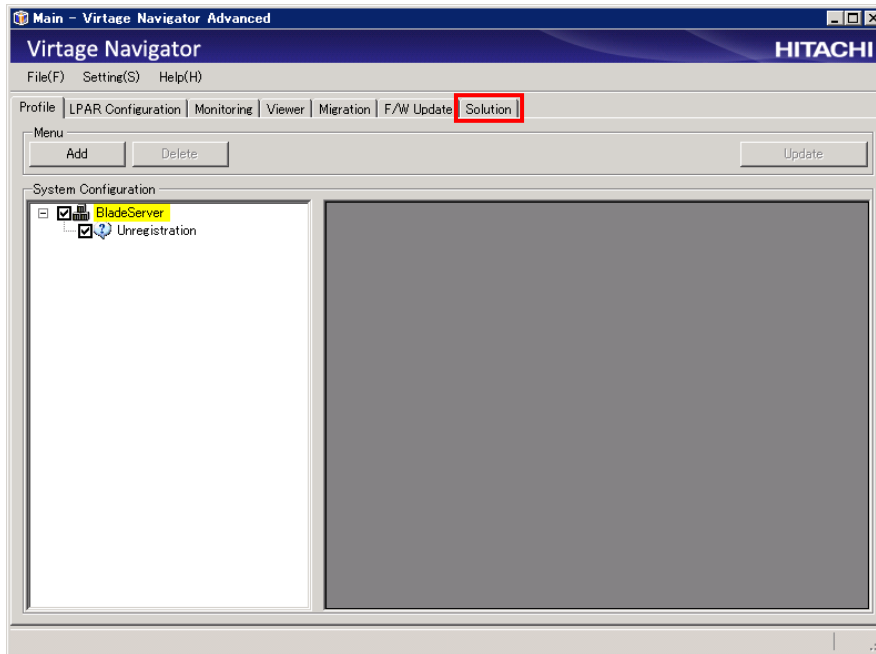 Main - Virtage Navigator Advanced
Virtage Navigator
HITACHI
File(F) Setting(S) Help(H)
Profile LPAR Configuration Monitoring Viewer Migration F/W Update Solution
Menu
Add Delete Update
System Configuration
BladeServer
Unregistration